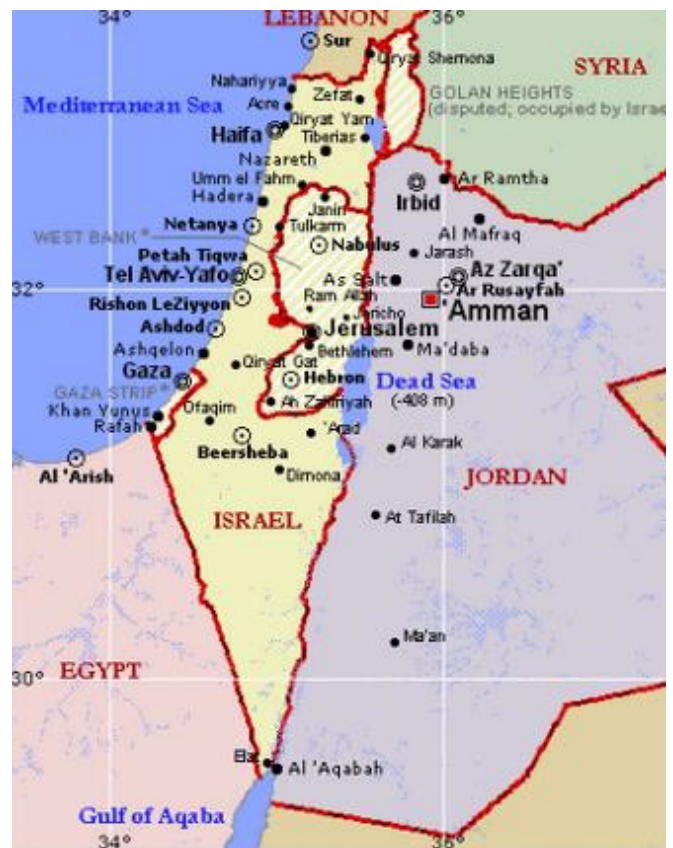 34°
36°
LEBANON
Sur
Qiryat Shemona
SYRIA
Nahariyya
Zefat
GOLAN HEIGHTS
(disputed; occupied by Israe
Mediterranean Sea
Acre
Qiryat Yam
Haifa
Tiberias
Nazareth
Umm el Fahm
Ar Ramtha
Hadera
Irbid
Janin
Netanya
Tulkarm
Al Mafraq
WEST BANK*
Nabulus
Jarash
Petah Tiqwa
Tel Aviv-Yafo
As Salt
Az Zarqa'
32°
32°
Rishon LeZiyyon
Ram Allah
Ar Rusayfah
Jericho
Amman
Ashdod
Jerusalem
Ashqelon
Bethlehem
Ma'daba
Qiryat Gat
Gaza
Hebron
Dead Sea
GAZA STRIP*
(-408 m)
Khan Yunus
Ofaqim
Ah Zahiriyah
Rafah
'Arad
Beersheba
Al Karak
Al 'Arish
Dimona
JORDAN
ISRAEL
At Tafilah
Ma'an
EGYPT
30°
30°
Elat
Al 'Aqabah
Gulf of Aqaba
34°
36°